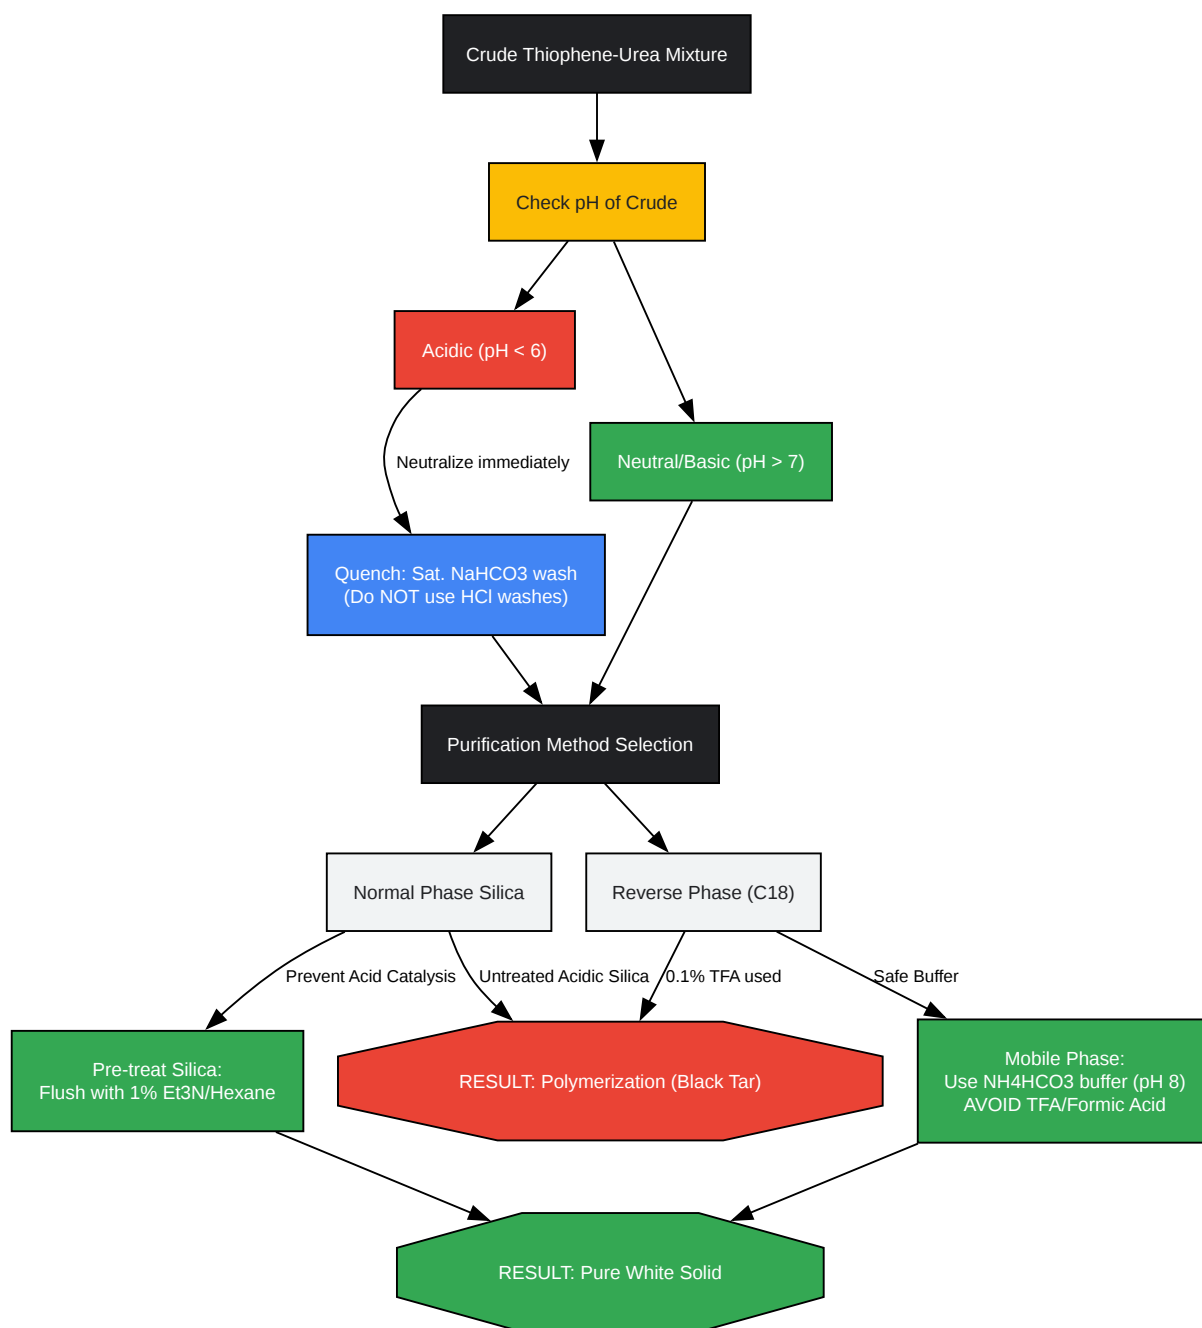 Crude Thiophene-Urea Mixture
Check pH of Crude
Acidic (pH < 6)
Neutralize immediately
Neutral/Basic (pH > 7)
Quench: Sat. NaHCO3 wash
(Do NOT use HCl washes)
Purification Method Selection
Normal Phase Silica
Reverse Phase (C18)
Prevent Acid Catalysis
Untreated Acidic Silica
0.1% TFA used
Safe Buffer
Pre-treat Silica:
Flush with 1% Et3N/Hexane
RESULT: Polymerization (Black Tar)
Mobile Phase:
Use NH4HCO3 buffer (pH 8)
AVOID TFA/Formic Acid
RESULT: Pure White Solid